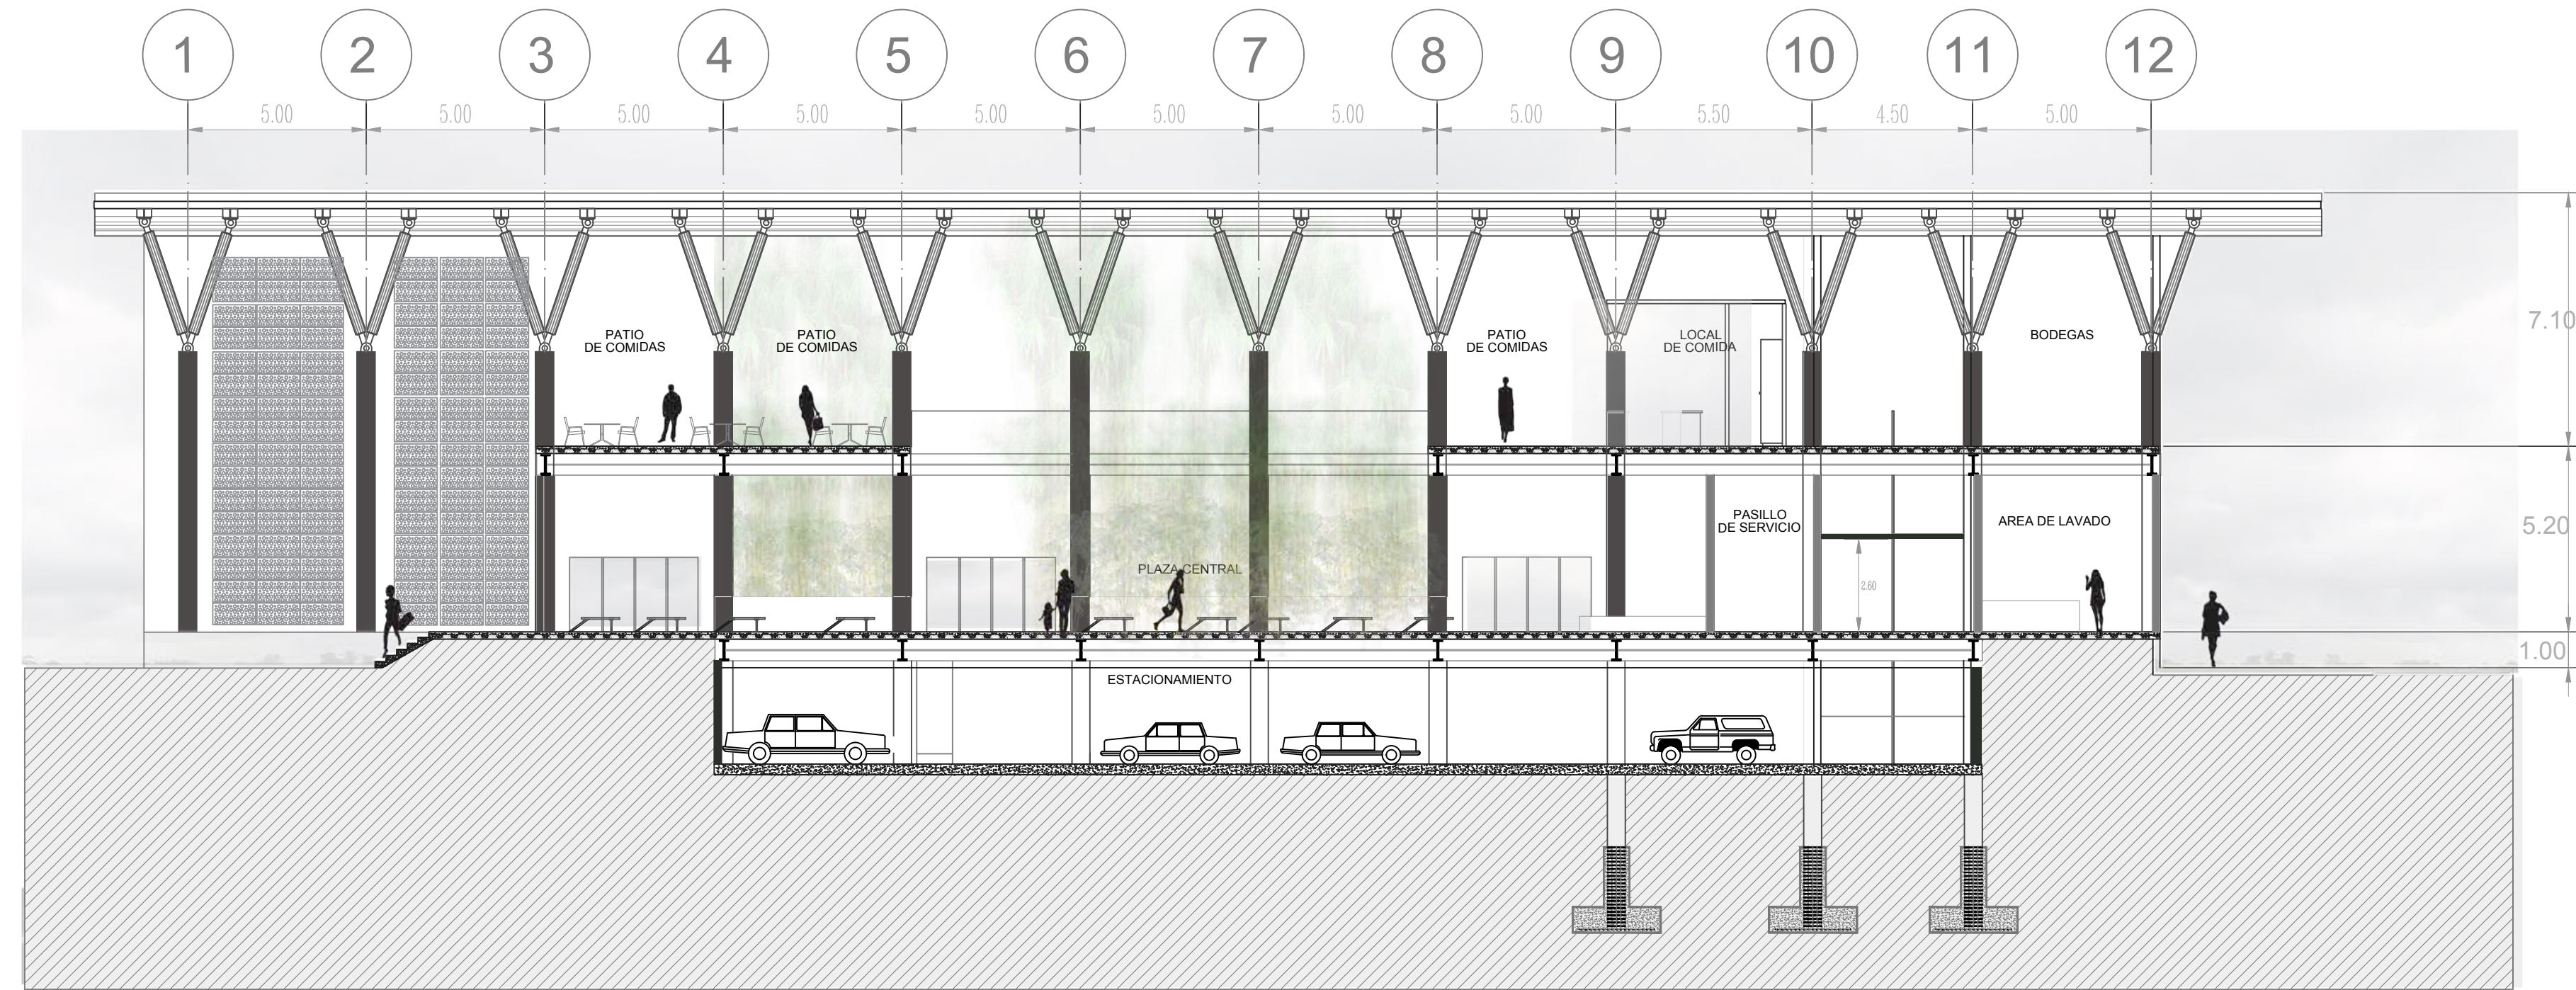 1 2 3 4 5 6 7 8 9 10 11 12
5.00 5.00 5.00 5.00 5.00 5.00 5.00 5.00 5.50 4.50 5.00
7.10
PATIO
DE COMIDAS
PATIO
DE COMIDAS
PATIO
DE COMIDAS
LOCAL
DE COMIDA
BODEGAS
PASILLO
DE SERVICIO
AREA DE LAVADO
5.20
PLAZA CENTRAL
2.60
1.00
ESTACIONAMIENTO